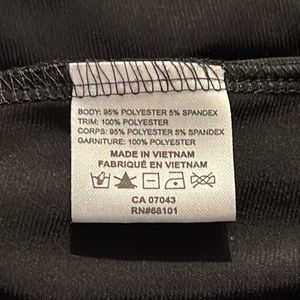 BODY: 95% POLYESTER 5% SPANDEX
TRIM: 100% POLYESTER
CORPS: 95% POLYESTER 5% SPANDEX
GARNITURE: 100% POLYESTER
MADE IN VIETNAM
FABRIQUÉ EN VIETNAM
CA 07043
RN#68101